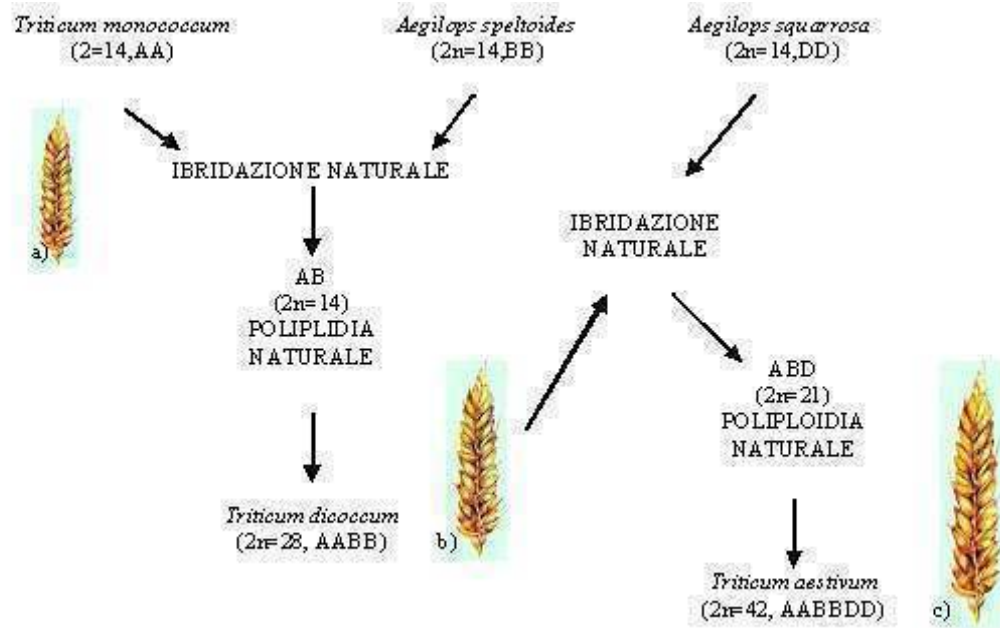 Triticum monococcum
(2=14,AA)
Aegilops speltoides
(2n=14,BB)
Aegilops squarrosa
(2n=14,DD)
IBRIDAZIONE NATURALE
IBRIDAZIONE
NATURALE
a)
AB
(2n=14)
POLIPLIDIA
NATURALE
ABD
(2n=21)
POLIPLOIDIA
NATURALE
Triticum dicoccum
(2n=28, AABB)
b)
Triticum aestivum
(2n=42, AABBDD)
c)